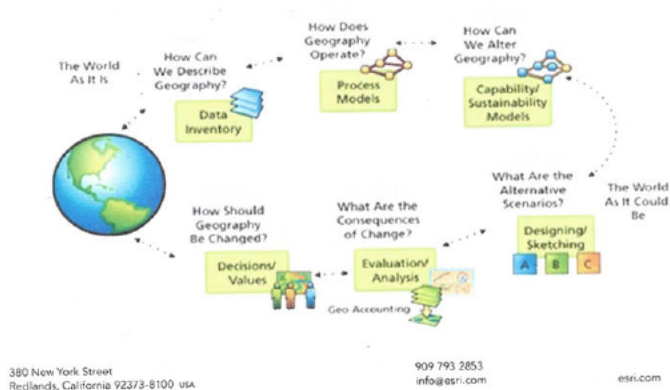 The World
As It Is
How Can
We Describe
Geography?
Data
Inventory
How Does
Geography
Operate?
Process
Models
How Can
We Alter
Geography?
Capability/
Sustainability
Models
The World
As It Could
Be
What Are the
Alternative
Scenarios?
Designing/
Sketching
A B C
What Are the
Consequences
of Change?
Evaluation/
Analysis
Geo Accounting
How Should
Geography
Be Changed?
Decisions/
Values
380 New York Street
Redlands, California 92373-8100 USA
909 793 2853
info@esri.com
esri.com